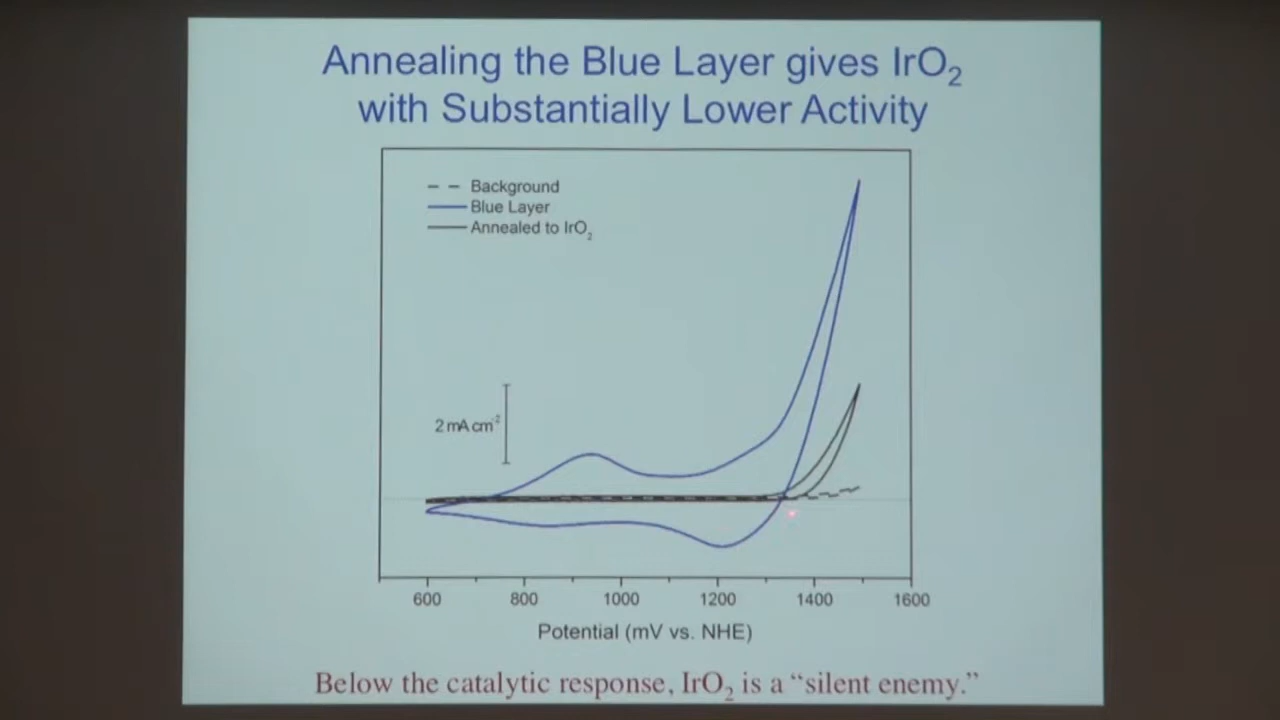 Annealing the Blue Layer gives IrO₂
with Substantially Lower Activity
Background
Blue Layer
Annealed to IrO₂
2 mA cm⁻²
600 800 1000 1200 1400 1600
Potential (mV vs. NHE)
Below the catalytic response, IrO₂ is a “silent enemy.”